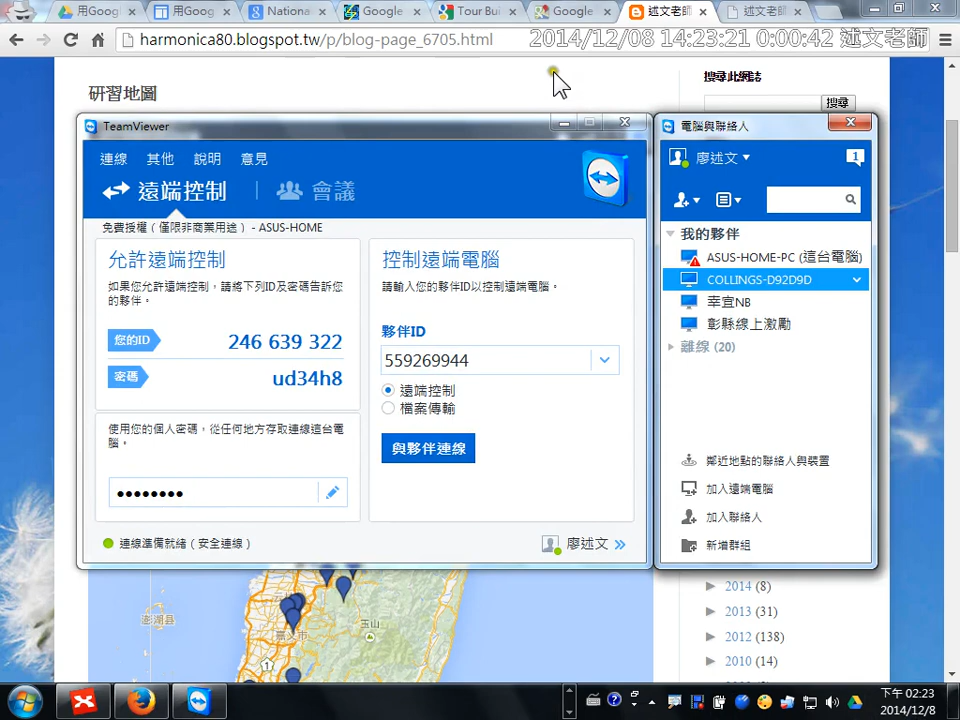 用Goog
用Goog
Nationa
Google
Tour Bui
Google
述文老師
述文老師
harmonica80.blogspot.tw/p/blog-page_6705.html
2014/12/08 14:23:21 0:00:42 述文老師
研習地圖
搜尋此網誌
搜尋
TeamViewer
連線 其他 說明 意見
遠端控制 會議
免費授權（僅限非商業用途）- ASUS-HOME
允許遠端控制
如果您允許遠端控制，請將下列ID及密碼告訴您
的夥伴。
您的ID 246 639 322
密碼 ud34h8
使用您的個人密碼，從任何地方存取連線這台電
腦。
控制遠端電腦
請輸入您的夥伴ID以控制遠端電腦。
夥伴ID
559269944
遠端控制
檔案傳輸
與夥伴連線
連線準備就緒（安全連線）
廖述文
電腦與聯絡人
廖述文
1
我的夥伴
ASUS-HOME-PC (這台電腦)
COLLINGS-D92D9D
幸宜NB
彰縣線上激勵
離線 (20)
鄰近地點的聯絡人與裝置
加入遠端電腦
加入聯絡人
新增群組
2014 (8)
2013 (31)
2012 (138)
2010 (14)
澎湖縣
嘉義市
玉山
1
下午 02:23
2014/12/8